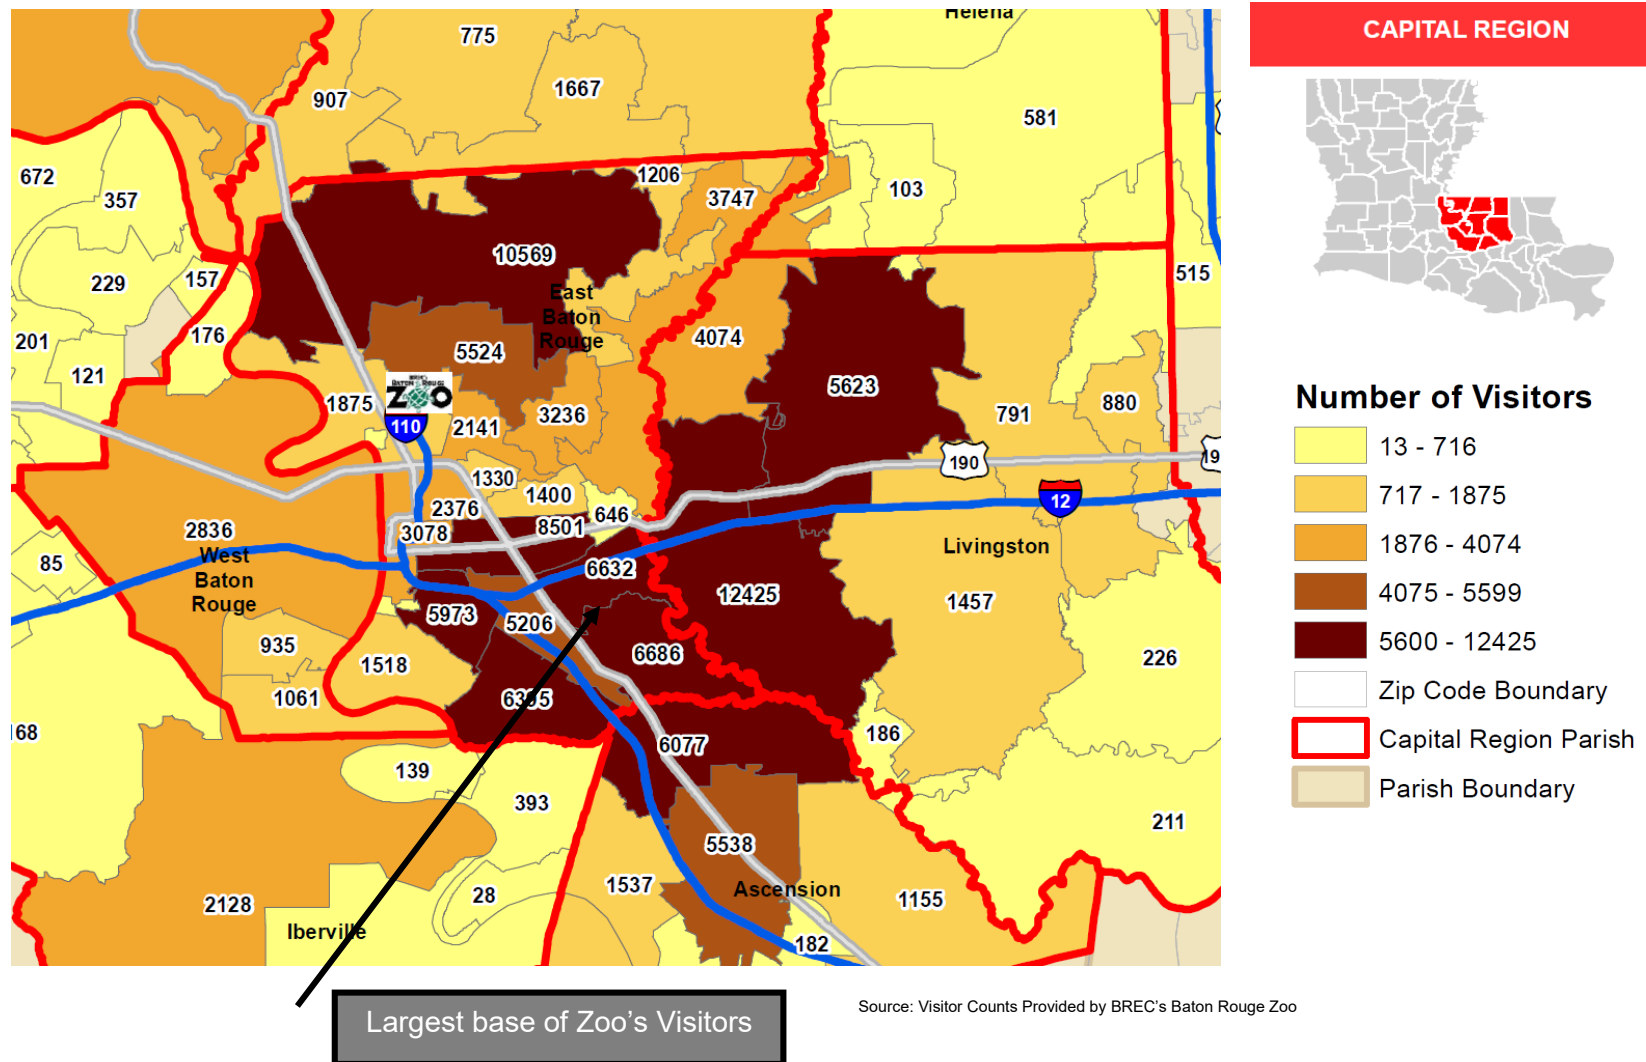 Helena
775
907
1667
581
672
357
1206
3747
103
10569
229
157
515
East
Baton
Rouge
201
176
121
5524
4074
5623
BATON ROUGE
ZOO
1875
110
2141
3236
791
880
190
19
1330
1400
12
2376
646
2836
3078
8501
West
Baton
Rouge
85
6632
Livingston
12425
1457
5973
5206
935
1518
6686
226
1061
168
186
6077
139
393
211
5538
1537
Ascension
1155
28
2128
Iberville
182
Largest base of Zoo's Visitors
Source: Visitor Counts Provided by BREC's Baton Rouge Zoo
CAPITAL REGION
Number of Visitors
13 - 716
717 - 1875
1876 - 4074
4075 - 5599
5600 - 12425
Zip Code Boundary
Capital Region Parish
Parish Boundary